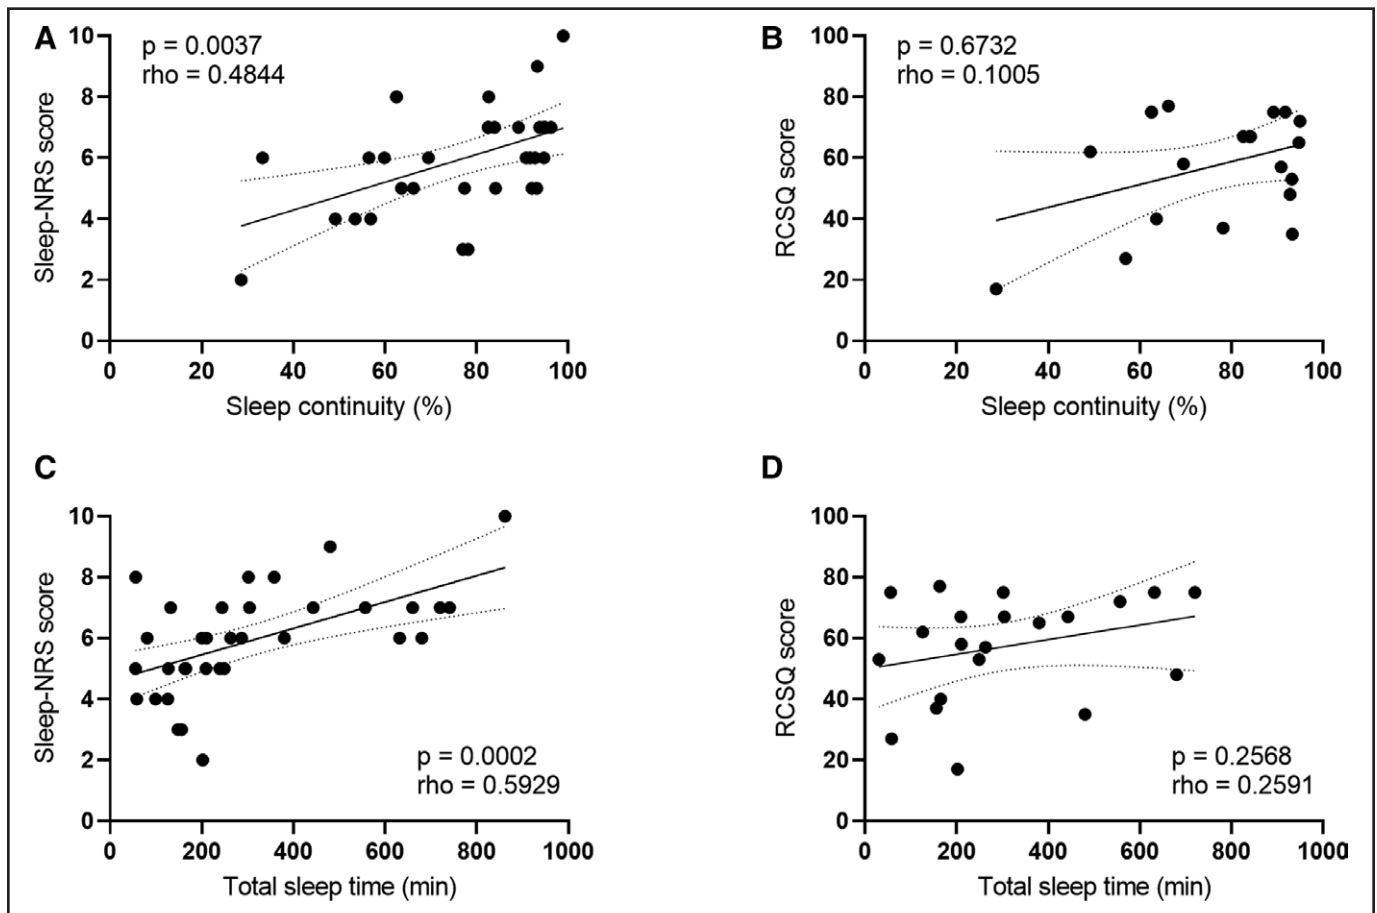 A
p = 0.0037
rho = 0.4844
Sleep-NRS score
10
8
6
4
2
0
0 20 40 60 80 100
Sleep continuity (%)
B
p = 0.6732
rho = 0.1005
RCSQ score
100
80
60
40
20
0
0 20 40 60 80 100
Sleep continuity (%)
C
Sleep-NRS score
10
8
6
4
2
0
p = 0.0002
rho = 0.5929
0 200 400 600 800 1000
Total sleep time (min)
D
RCSQ score
100
80
60
40
20
0
p = 0.2568
rho = 0.2591
0 200 400 600 800 1000
Total sleep time (min)